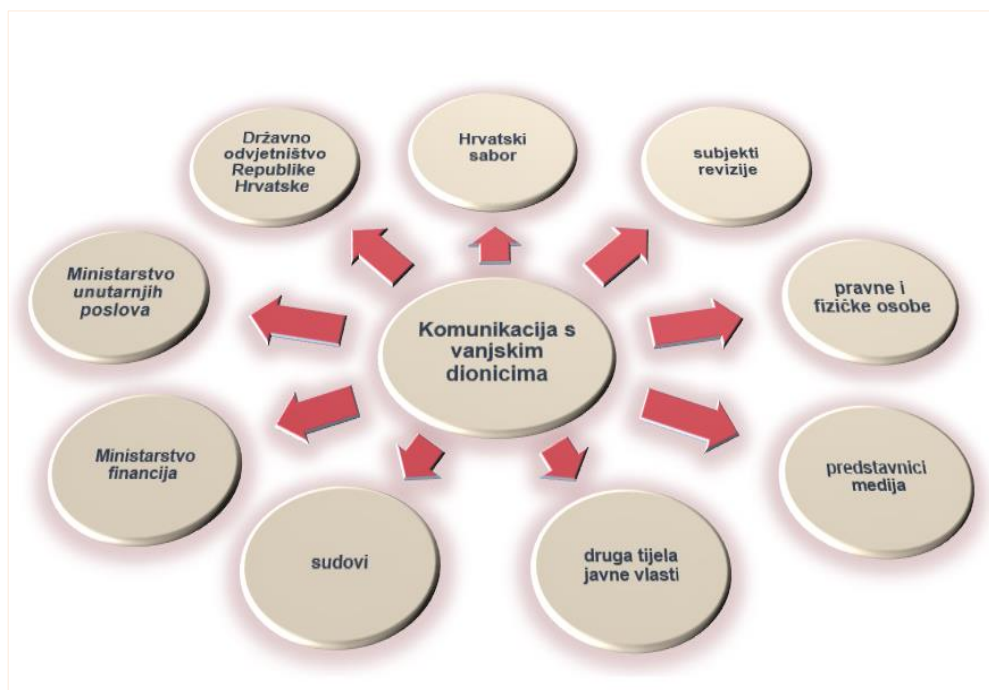 Komunikacija s
vanjskim
dionicima
Hrvatski
sabor
subjekti
revizije
pravne i
fizičke osobe
predstavnici
medija
druga tijela
javne vlasti
sudovi
Ministarstvo
financija
Ministarstvo
unutarnjih
poslova
Državno
odvjetništvo
Republike
Hrvatske